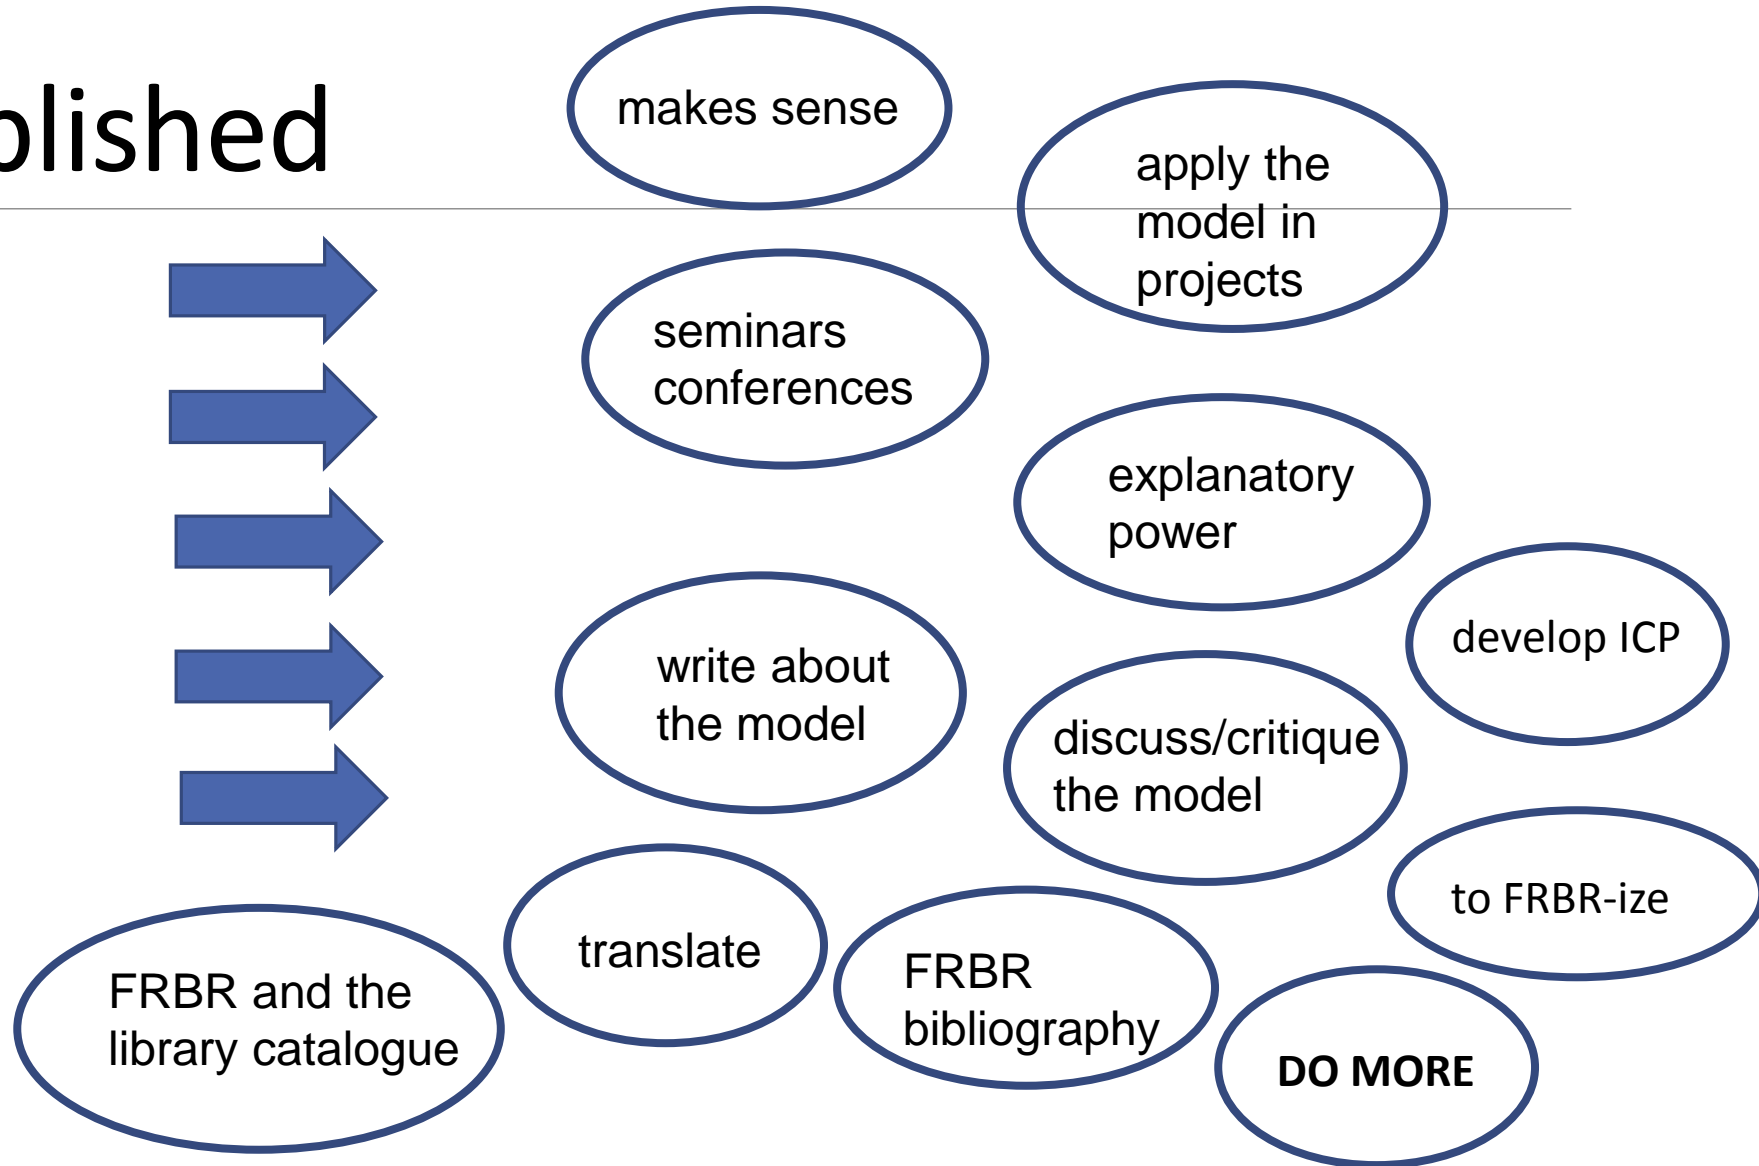 blished
makes sense
apply the
model in
projects
seminars
conferences
explanatory
power
develop ICP
write about
the model
discuss/critique
the model
to FRBR-ize
translate
FRBR
bibliography
FRBR and the
library catalogue
DO MORE